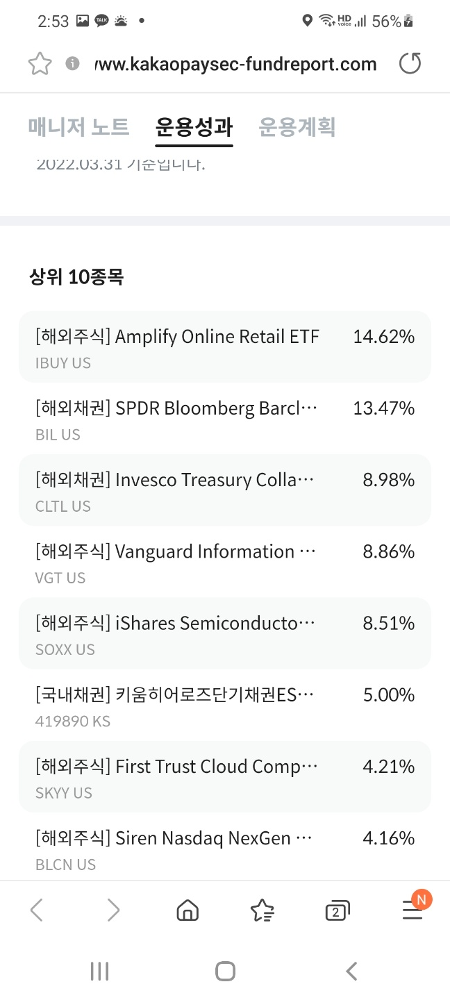 2:53
TALK
HD voice
56%
www.kakaopaysec-fundreport.com
매니저 노트 운용성과 운용계획
2022.03.31 기준입니다.
상위 10종목
[해외주식] Amplify Online Retail ETF 14.62%
IBUY US
[해외채권] SPDR Bloomberg Barcl··· 13.47%
BIL US
[해외채권] Invesco Treasury Colla··· 8.98%
CLTL US
[해외주식] Vanguard Information ··· 8.86%
VGT US
[해외주식] iShares Semiconducto··· 8.51%
SOXX US
[국내채권] 키움히어로즈단기채권ES··· 5.00%
419890 KS
[해외주식] First Trust Cloud Comp··· 4.21%
SKYY US
[해외주식] Siren Nasdaq NexGen ··· 4.16%
BLCN US
2
N